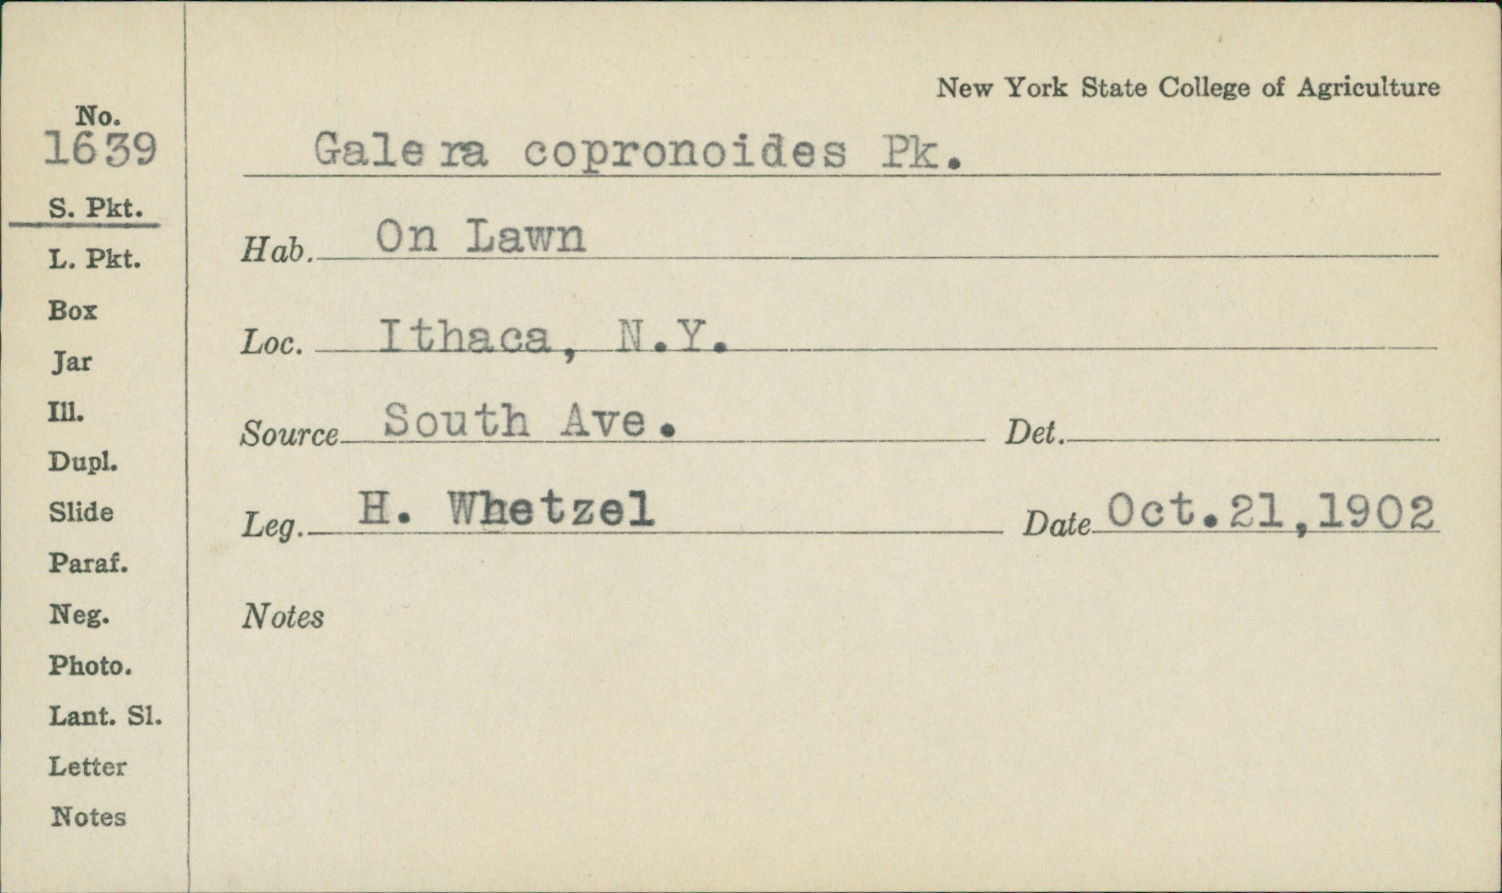 New York State College of Agriculture
No.
1639
Galera copronoides Pk.
S. Pkt.
Hab. On Lawn
L. Pkt.
Box
Loc. Ithaca, N.Y.
Jar
Ill.
Source South Ave. Det.
Dupl.
Slide
Leg. H. Whetzel Date Oct.21,1902
Paraf.
Neg.
Notes
Photo.
Lant. Sl.
Letter
Notes